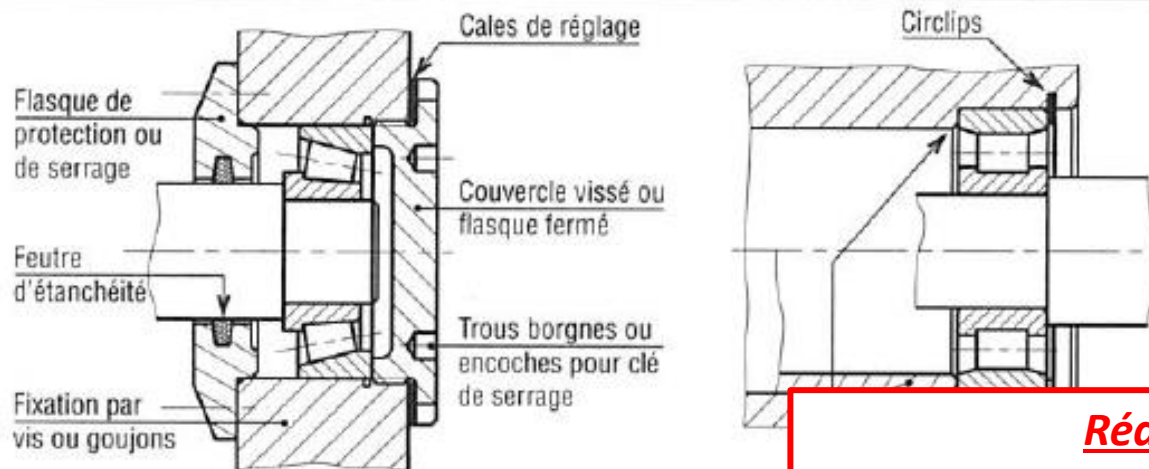 Cales de réglage
Circlips
Flasque de
protection ou
de serrage
Couvercle vissé ou
flasque fermé
Feutre
d'étanchéité
Trous borgnes ou
encoches pour clé
de serrage
Fixation par
vis ou goujons